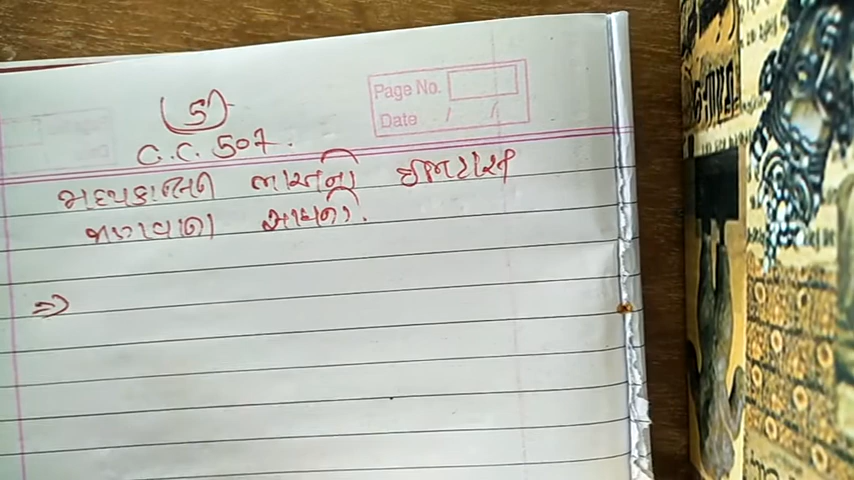 5
C.C. 507.
Page No.
Date / /
મધ્યકાલીન ભારતનો ઈતિહાસ
જાણવાના સાધનો.
⇒